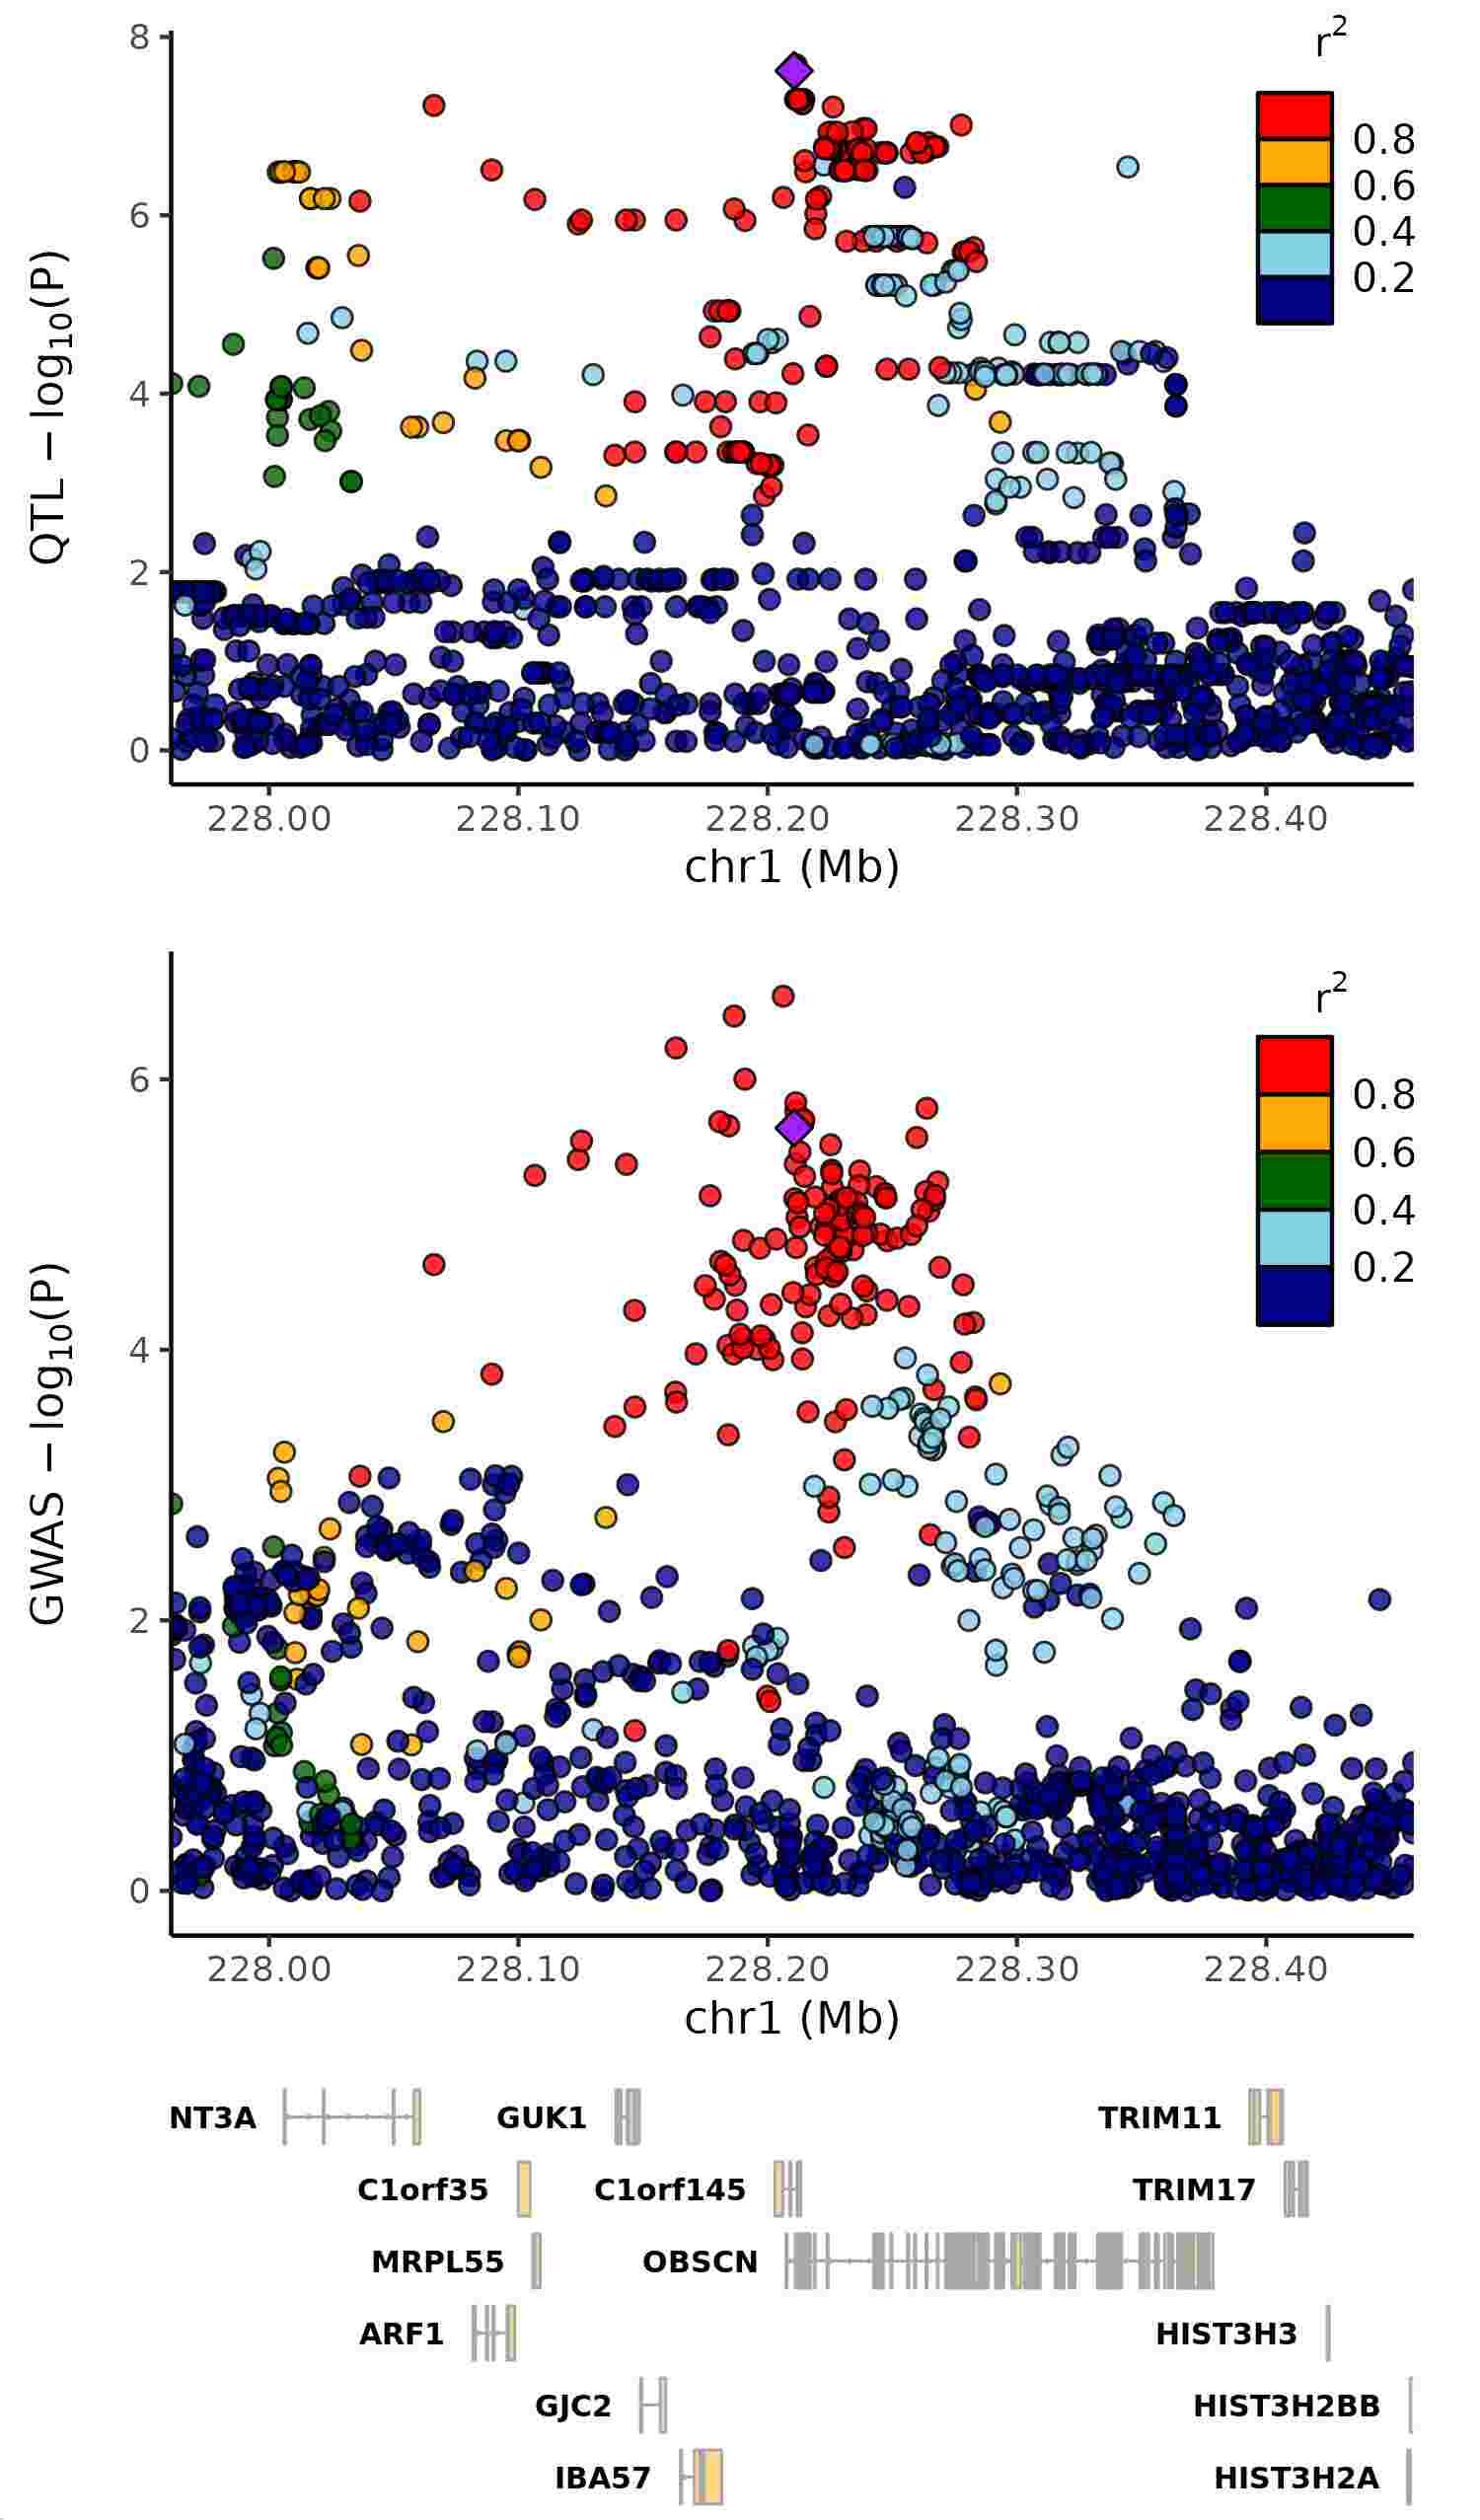 r2
8
6
4
2
0
0.8
0.6
0.4
0.2
QTL − log10(P)
228.00 228.10 228.20 228.30 228.40
chr1 (Mb)
r2
6
4
2
0
0.8
0.6
0.4
0.2
GWAS − log10(P)
228.00 228.10 228.20 228.30 228.40
chr1 (Mb)
NT3A GUK1 TRIM11
C1orf35 C1orf145 TRIM17
MRPL55 OBSCN
ARF1 HIST3H3
GJC2 HIST3H2BB
IBA57 HIST3H2A